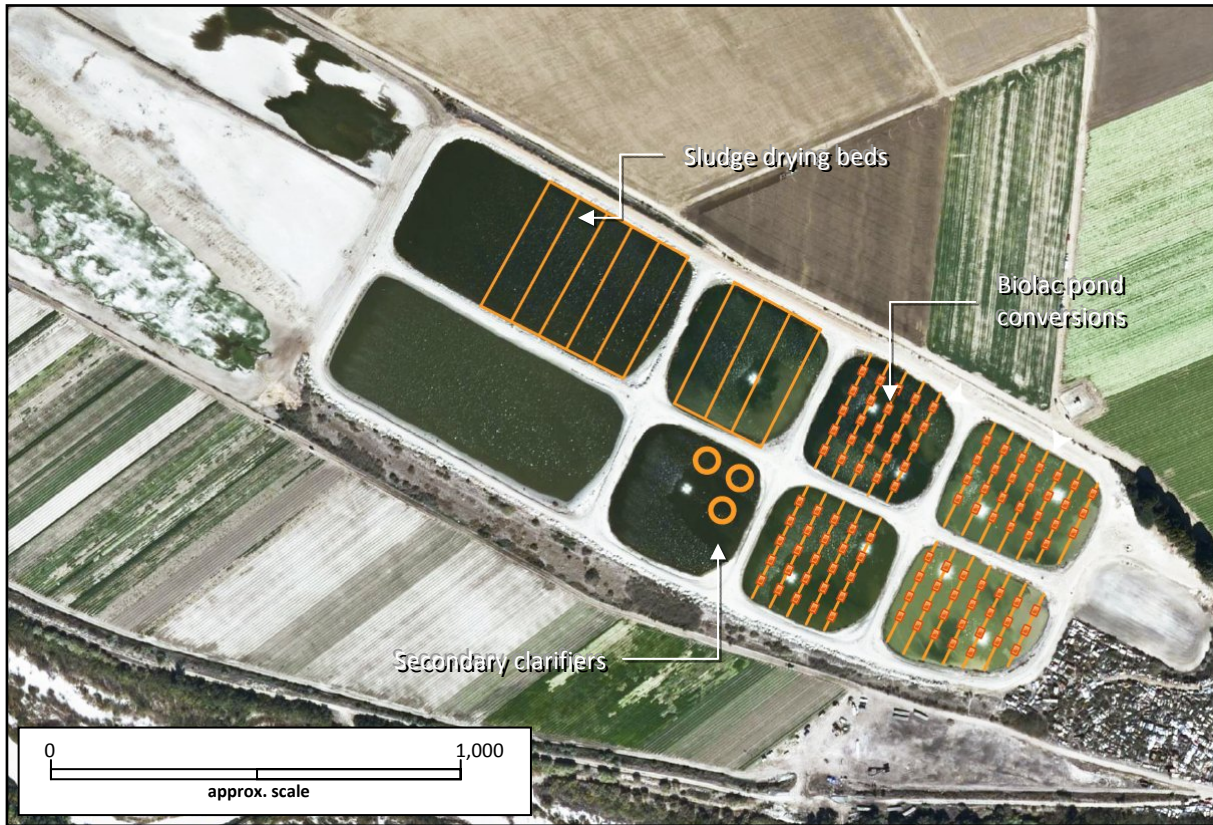 Sludge drying beds
Biolac pond
conversions
Secondary clarifiers
0 1,000
approx. scale